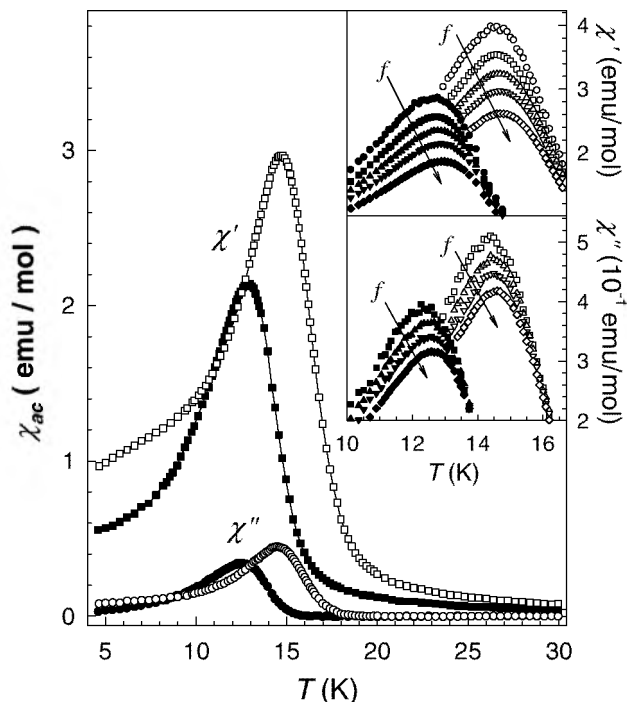 χ' (emu/mol)
4
3
2
f
f
χ'' (10⁻¹ emu/mol)
5
4
3
2
f
f
10 12 14 16
T (K)
χac ( emu / mol )
3
2
1
0
χ'
χ''
5 10 15 20 25 30
T (K)